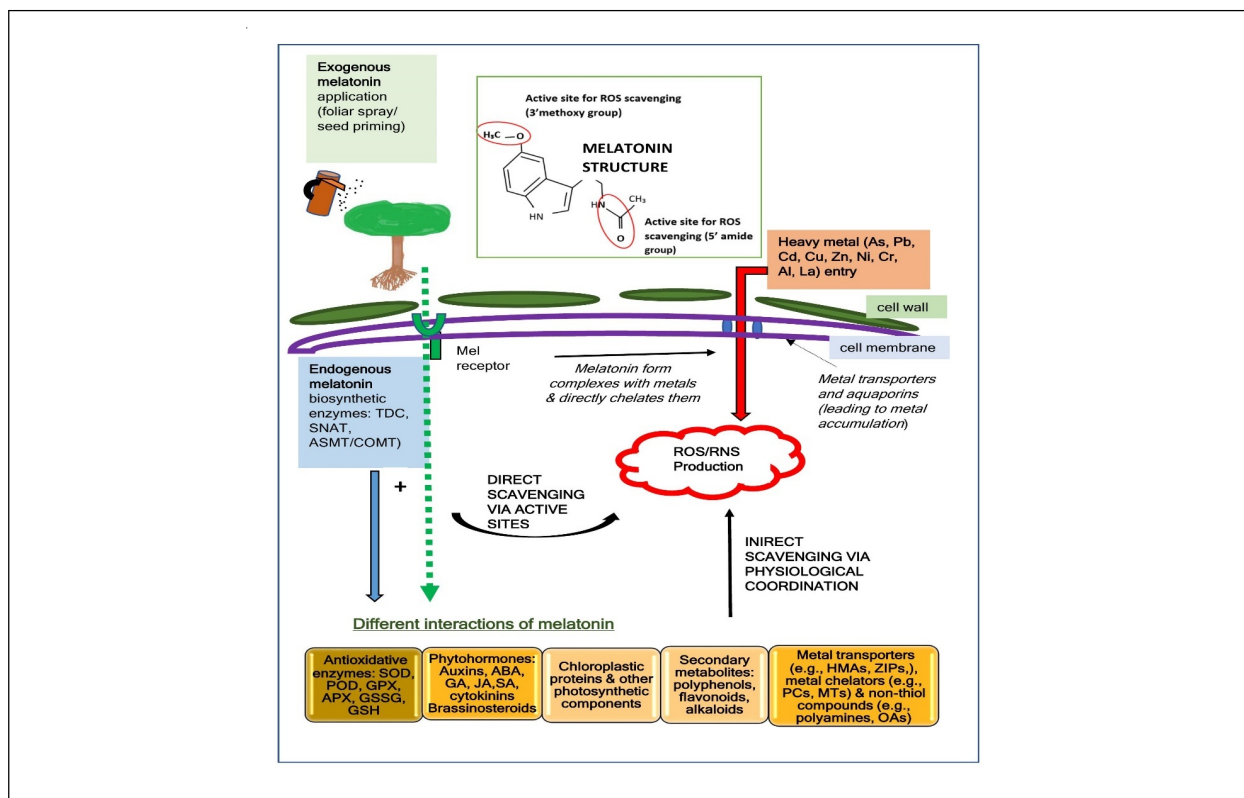 Exogenous
melatonin
application
(foliar spray/
seed priming)
Active site for ROS scavenging
(3'methoxy group)
H₃C
O
MELATONIN
STRUCTURE
HN
HN
CH₃
O
Active site for ROS
scavenging (5' amide
group)
Heavy metal (As, Pb,
Cd, Cu, Zn, Ni, Cr,
Al, La) entry
cell wall
cell membrane
Mel
receptor
Melatonin form
complexes with metals
& directly chelates them
Metal transporters
and aquaporins
(leading to metal
accumulation)
Endogenous
melatonin
biosynthetic
enzymes: TDC,
SNAT,
ASMT/COMT)
+
ROS/RNS
Production
DIRECT
SCAVENGING
VIA ACTIVE
SITES
INIRECT
SCAVENGING VIA
PHYSIOLOGICAL
COORDINATION
Different interactions of melatonin
Antioxidative
enzymes: SOD,
POD, GPX,
APX, GSSG,
GSH
Phytohormones:
Auxins, ABA,
GA, JA,SA,
cytokinins
Brassinosteroids
Chloroplastic
proteins & other
photosynthetic
components
Secondary
metabolites:
polyphenols,
flavonoids,
alkaloids
Metal transporters
(e.g., HMAs, ZIPs,),
metal chelators (e.g.,
PCs, MTs) & non-thiol
compounds (e.g.,
polyamines, OAs)